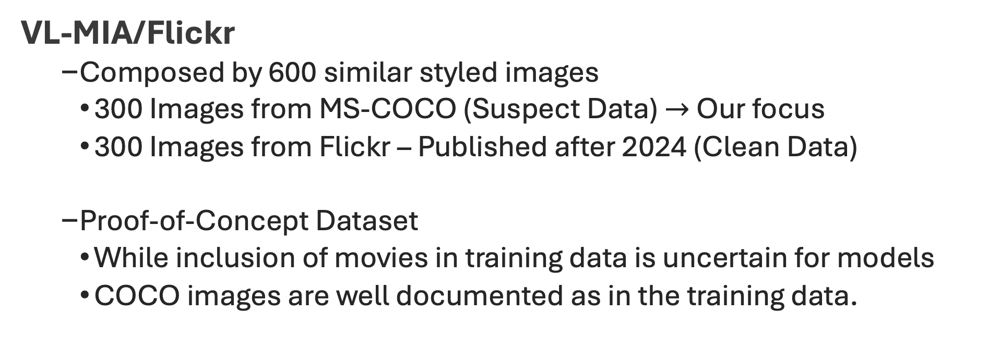 VL-MIA/Flickr
–Composed by 600 similar styled images
•300 Images from MS-COCO (Suspect Data) → Our focus
•300 Images from Flickr – Published after 2024 (Clean Data)
–Proof-of-Concept Dataset
•While inclusion of movies in training data is uncertain for models
•COCO images are well documented as in the training data.